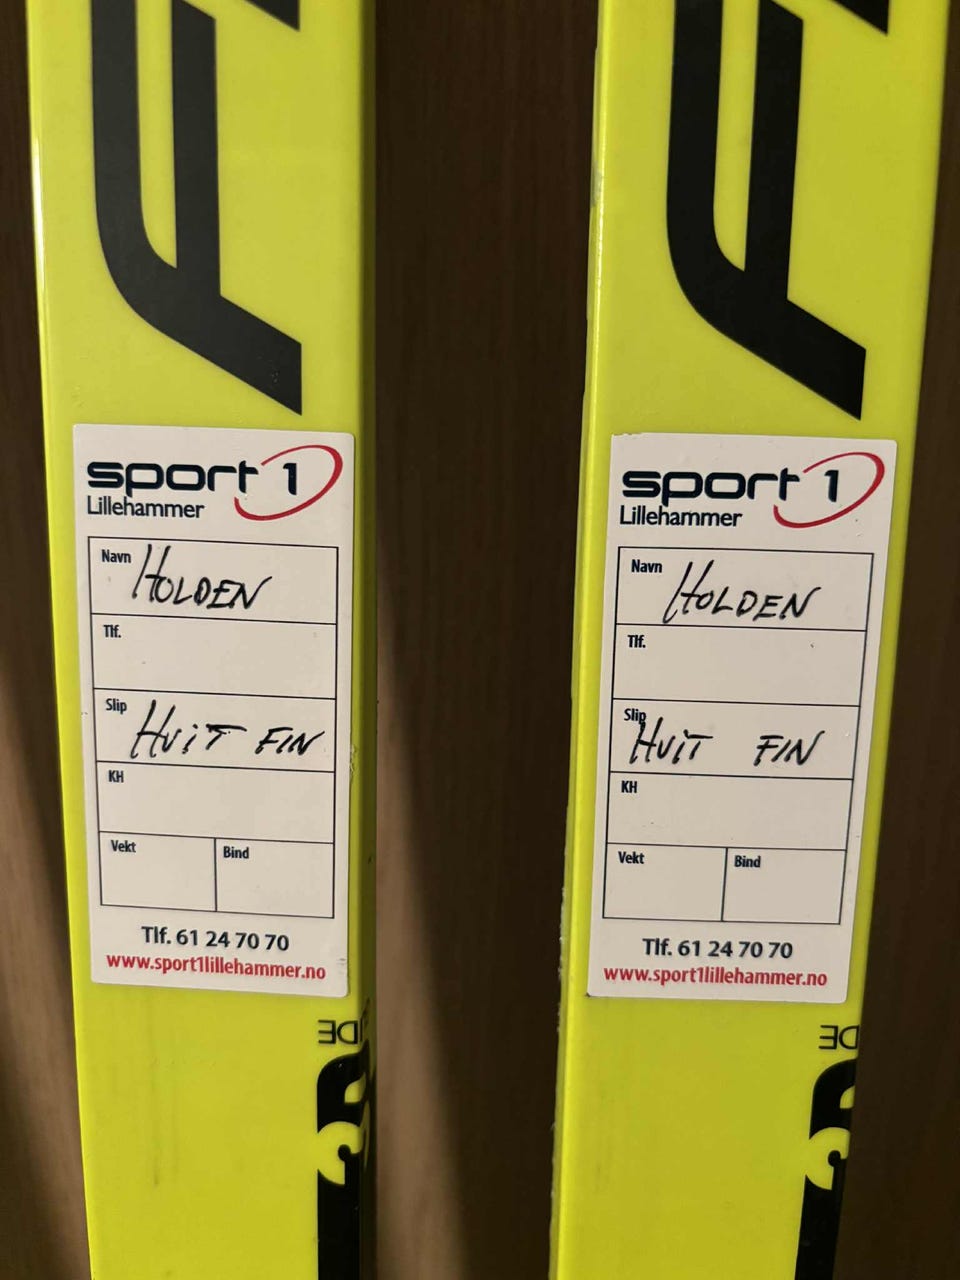 sport 1
Lillehammer
Navn HOLDEN
Tlf.
Slip HVIT FIN
KH
Vekt Bind
Tlf. 61 24 70 70
www.sport1lillehammer.no
sport 1
Lillehammer
Navn HOLDEN
Tlf.
Slip HVIT FIN
KH
Vekt Bind
Tlf. 61 24 70 70
www.sport1lillehammer.no